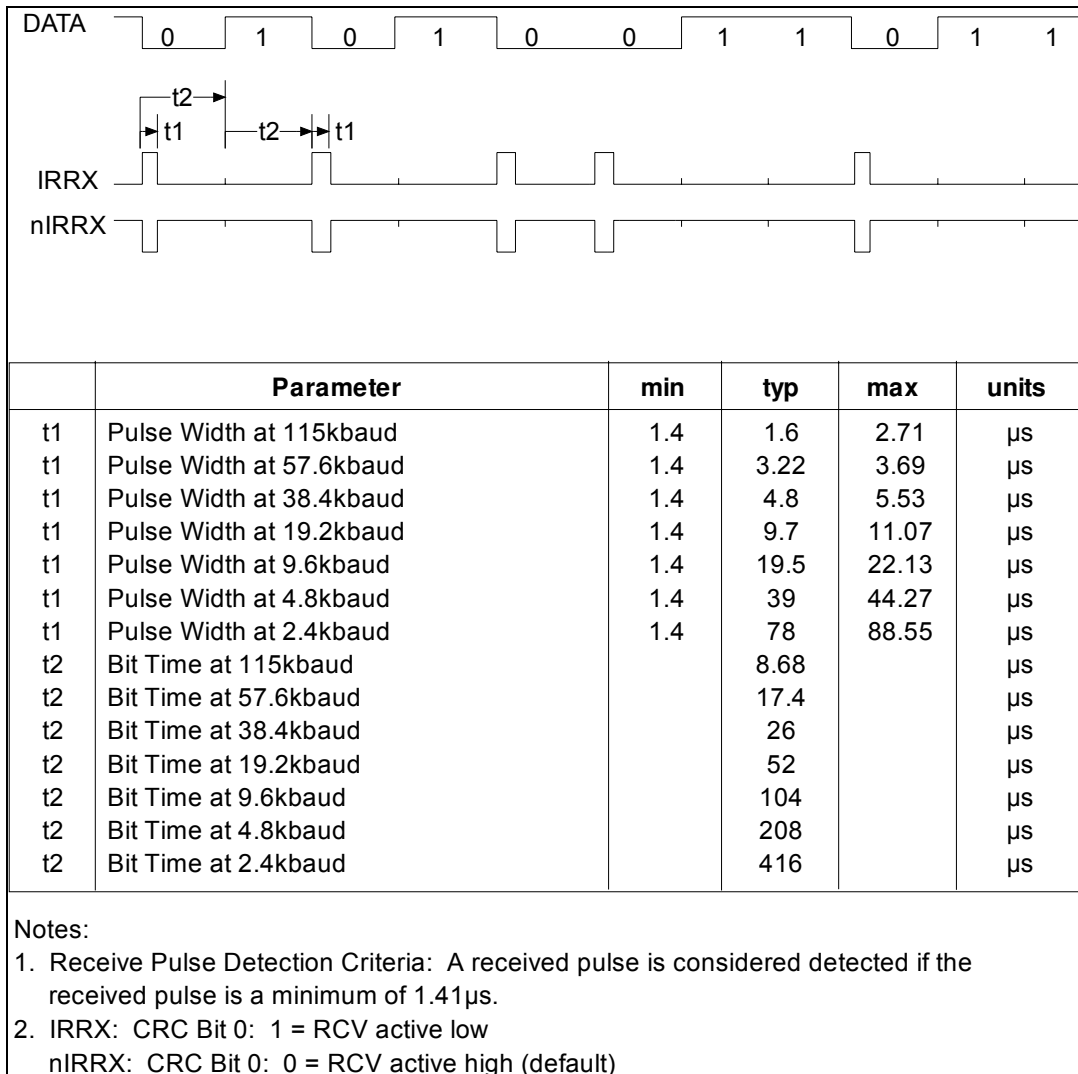 DATA 0 1 0 1 0 0 1 1 0 1 1
t2
t1 t2 t1
IRRX
nIRRX
Parameter min typ max units
t1 Pulse Width at 115kbaud 1.4 1.6 2.71 µs
t1 Pulse Width at 57.6kbaud 1.4 3.22 3.69 µs
t1 Pulse Width at 38.4kbaud 1.4 4.8 5.53 µs
t1 Pulse Width at 19.2kbaud 1.4 9.7 11.07 µs
t1 Pulse Width at 9.6kbaud 1.4 19.5 22.13 µs
t1 Pulse Width at 4.8kbaud 1.4 39 44.27 µs
t1 Pulse Width at 2.4kbaud 1.4 78 88.55 µs
t2 Bit Time at 115kbaud 8.68 µs
t2 Bit Time at 57.6kbaud 17.4 µs
t2 Bit Time at 38.4kbaud 26 µs
t2 Bit Time at 19.2kbaud 52 µs
t2 Bit Time at 9.6kbaud 104 µs
t2 Bit Time at 4.8kbaud 208 µs
t2 Bit Time at 2.4kbaud 416 µs
Notes:
1. Receive Pulse Detection Criteria: A received pulse is considered detected if the
received pulse is a minimum of 1.41µs.
2. IRRX: CRC Bit 0: 1 = RCV active low
nIRRX: CRC Bit 0: 0 = RCV active high (default)